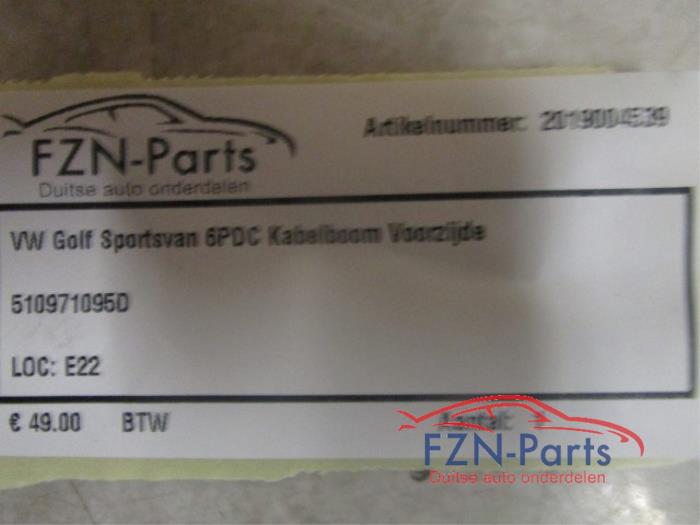 FZN-Parts
Duitse auto onderdelen
Artikelnummer: 2019004539
VW Golf Sportsvan 6PDC Kabelboom Voorzijde
510971095D
LOC: E22
€ 49.00 BTW
Aantal:
FZN-Parts
Duitse auto onderdelen